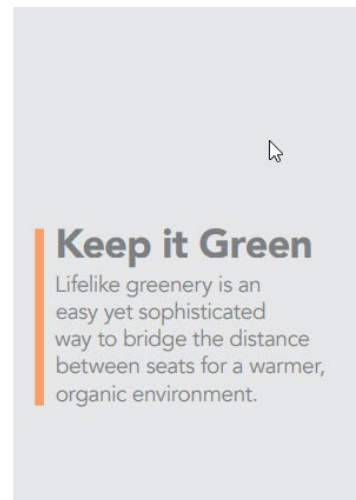 Keep it Green
Lifelike greenery is an
easy yet sophisticated
way to bridge the distance
between seats for a warmer,
organic environment.